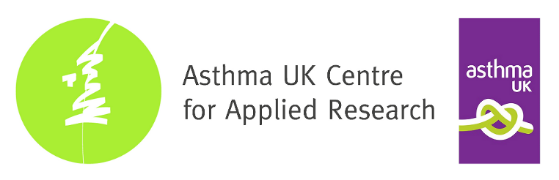 Asthma UK Centre
for Applied Research
asthma
UK